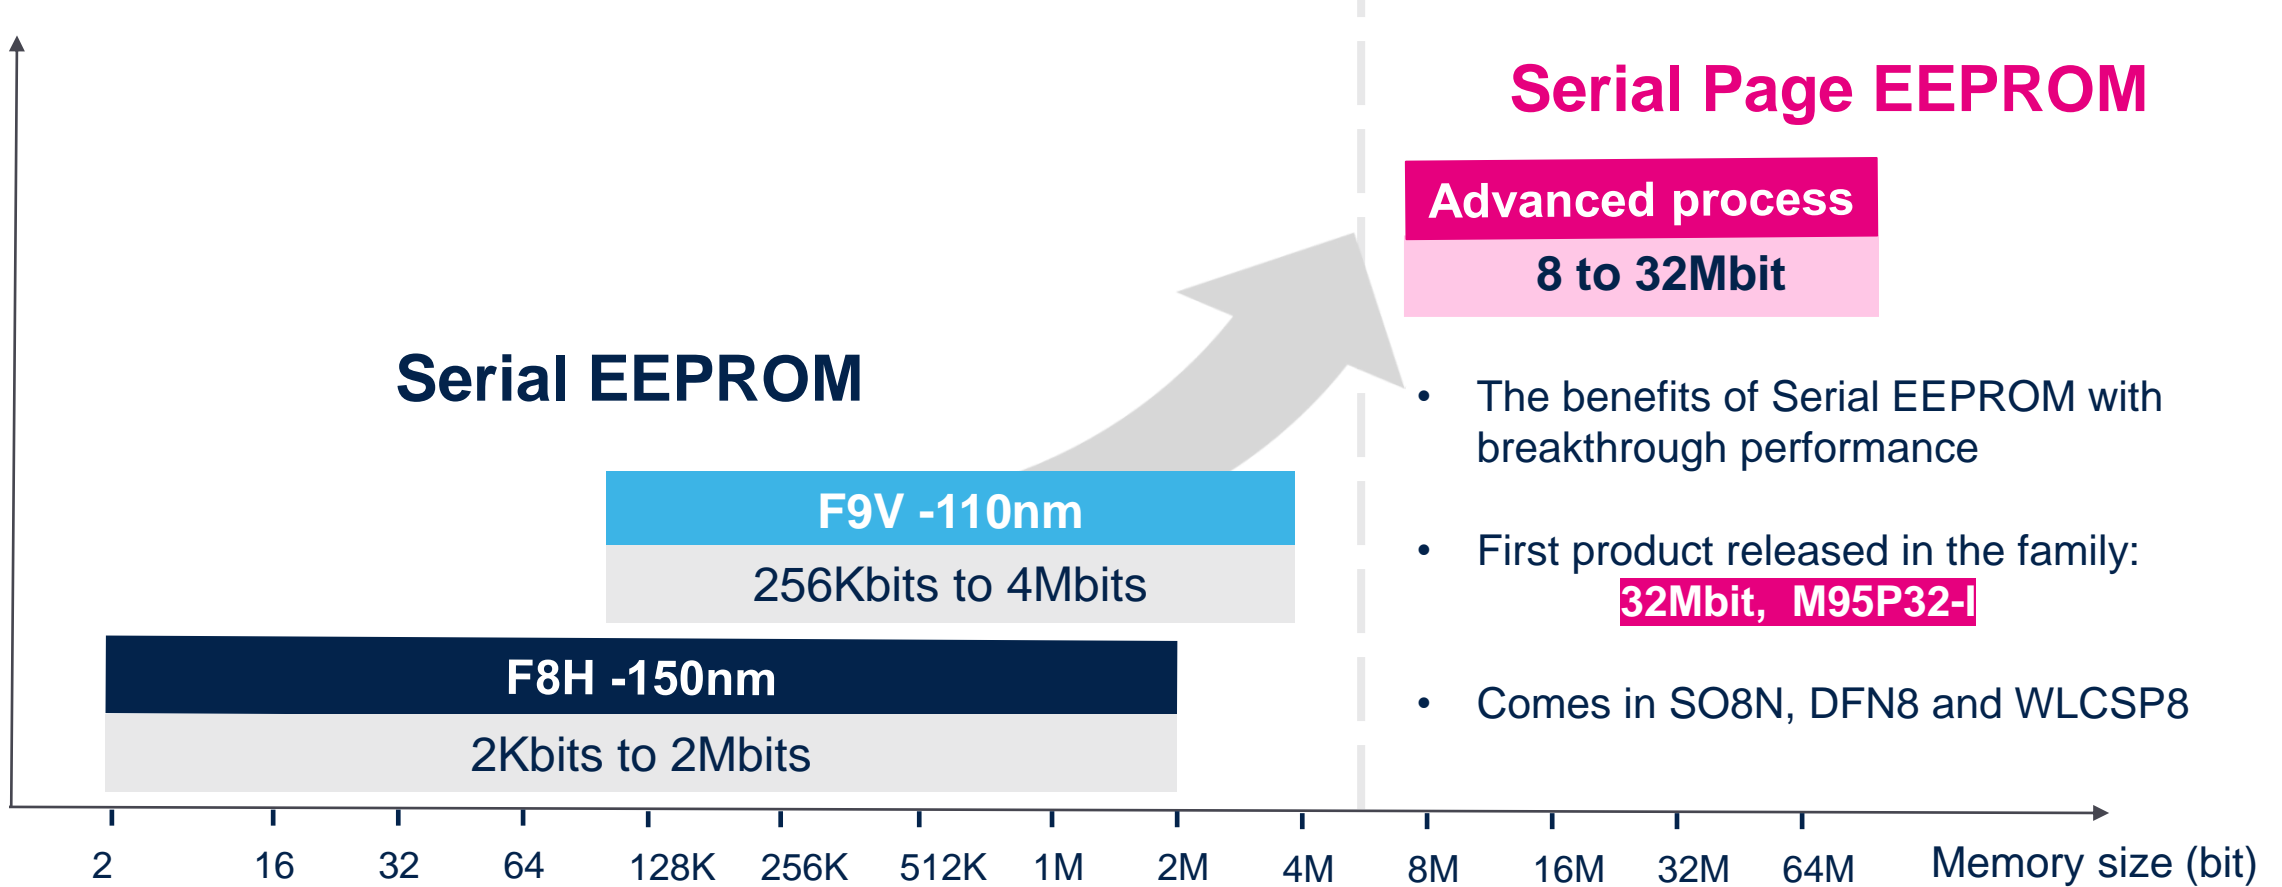 Serial Page EEPROM
Advanced process
8 to 32Mbit
Serial EEPROM
• The benefits of Serial EEPROM with
breakthrough performance
F9V -110nm
256Kbits to 4Mbits
• First product released in the family:
32Mbit, M95P32-I
F8H -150nm
2Kbits to 2Mbits
• Comes in SO8N, DFN8 and WLCSP8
2 16 32 64 128K 256K 512K 1M 2M 4M 8M 16M 32M 64M Memory size (bit)